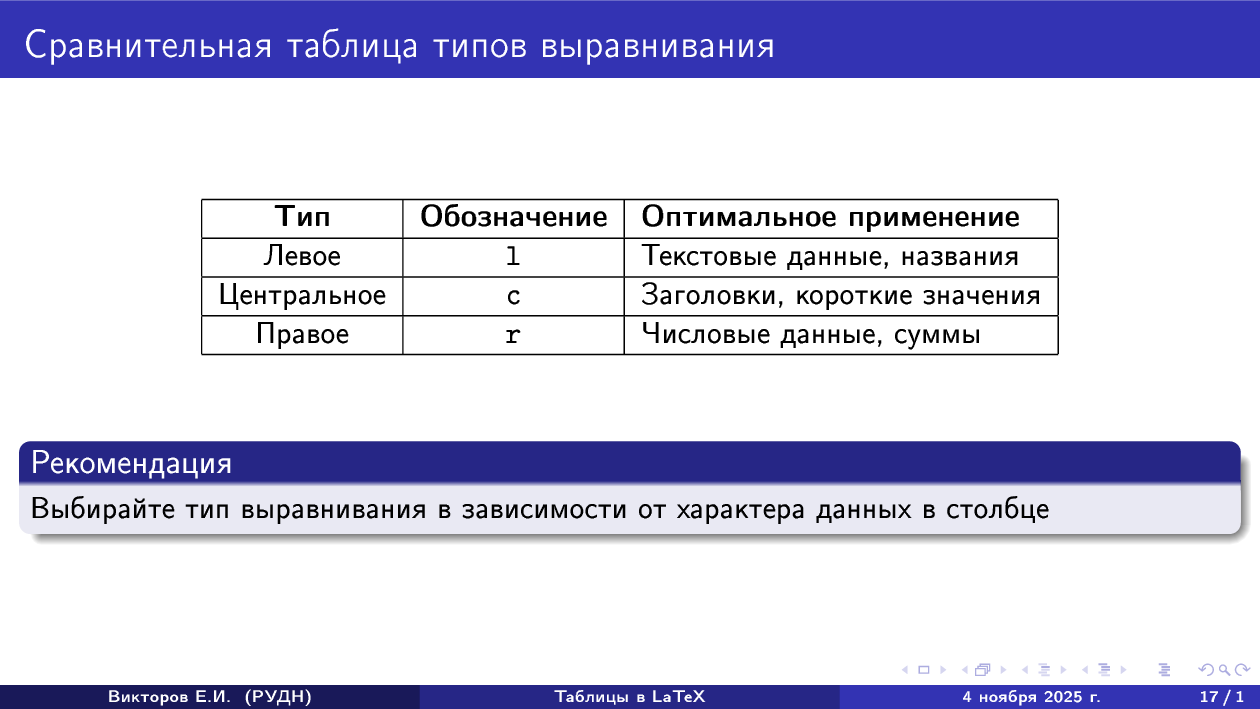 Сравнительная таблица типов выравнивания
Тип Обозначение Оптимальное применение
Левое l Текстовые данные, названия
Центральное c Заголовки, короткие значения
Правое r Числовые данные, суммы
Рекомендация
Выбирайте тип выравнивания в зависимости от характера данных в столбце
Викторов Е.И. (РУДН) Таблицы в LaTeX 4 ноября 2025 г. 17 / 1